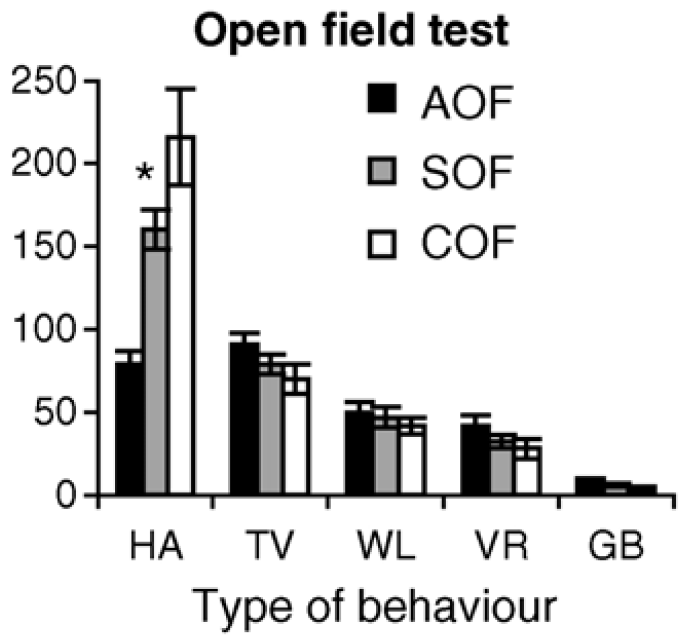 Open field test
250
200
150
100
50
0
*
AOF
SOF
COF
HA TV WL VR GB
Type of behaviour